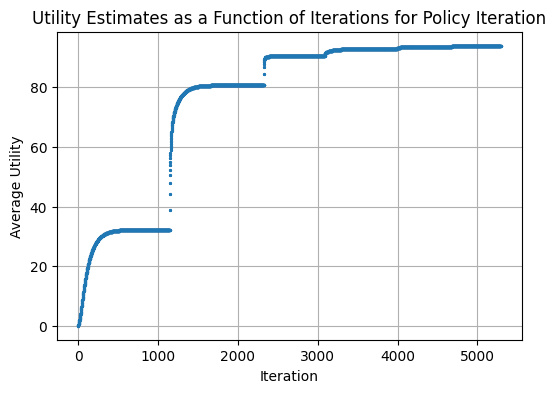 Utility Estimates as a Function of Iterations for Policy Iteration
80
60
40
20
0
Average Utility
0 1000 2000 3000 4000 5000
Iteration